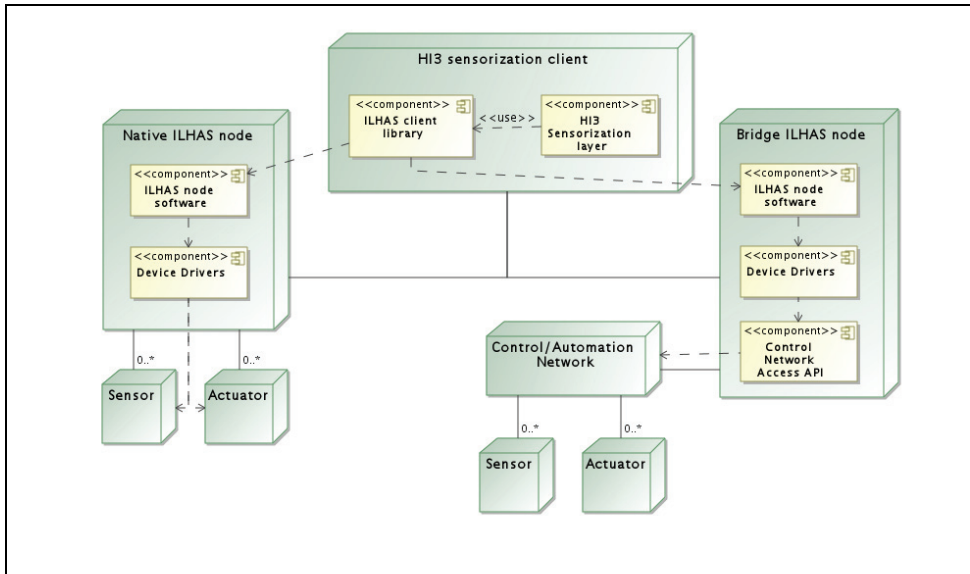 HI3 sensorization client
<<component>>
ILHAS client
library
<<use>>
<<component>>
HI3
Sensorization
layer
Native ILHAS node
<<component>>
ILHAS node
software
<<component>>
Device Drivers
0..*
0..*
Sensor
Actuator
Bridge ILHAS node
<<component>>
ILHAS node
software
<<component>>
Device Drivers
<<component>>
Control
Network
Access API
Control/Automation
Network
0..*
0..*
Sensor
Actuator